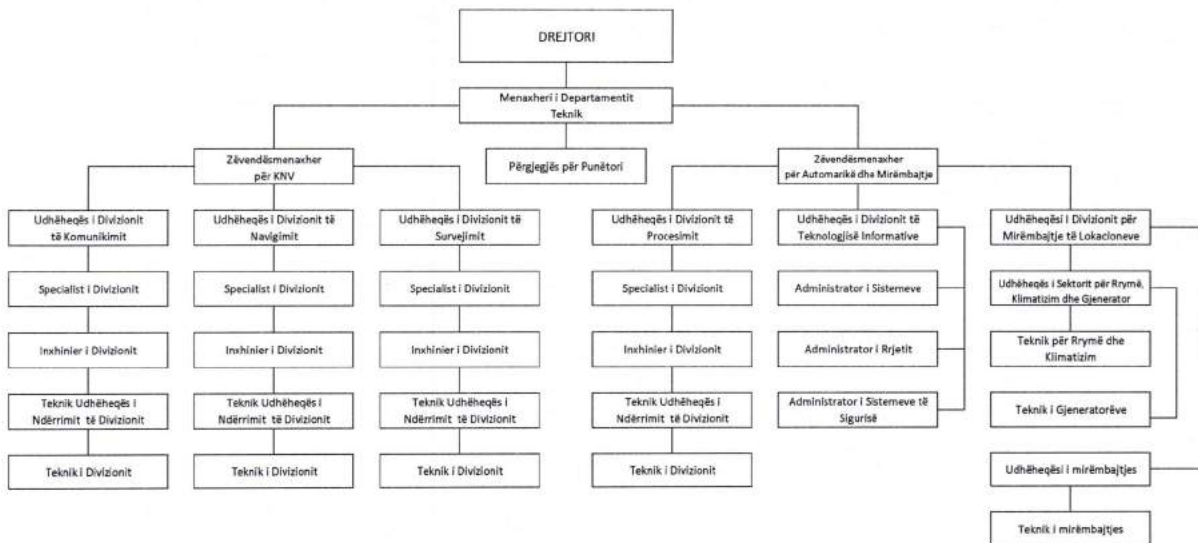 DREJTORI
Menaxheri i Departamentit
Teknik
Zëvendësmenaxher
për KNV
Përgjegjës për Punëtori
Zëvendësmenaxher
për Automarikë dhe Mirëmbajtje
Udhëheqës i Divizionit
të Komunikimit
Udhëheqës i Divizionit të
Navigimit
Udhëheqës i Divizionit të
Survejimit
Udhëheqës i Divizionit të
Procesimit
Udhëheqës i Divizionit të
Teknologjisë Informative
Udhëheqësi I Divizionit për
Mirëmbajtje të Lokacioneve
Specialist i Divizionit
Specialist i Divizionit
Specialist i Divizionit
Specialist i Divizionit
Administrator i Sistemeve
Udhëheqës i Sektorit për Rrymë,
Klimatizim dhe Gjenerator
Inxhinier i Divizionit
Inxhinier i Divizionit
Inxhinier i Divizionit
Inxhinier i Divizionit
Administrator i Rrjetit
Teknik për Rrymë dhe
Klimatizim
Teknik Udhëheqës i
Ndërrimit të Divizionit
Teknik Udhëheqës i
Ndërrimit të Divizionit
Teknik Udhëheqës i
Ndërrimit të Divizionit
Teknik Udhëheqës i
Ndërrimit të Divizionit
Administrator i Sistemeve të
Sigurisë
Teknik i Gjeneratorëve
Teknik i Divizionit
Teknik i Divizionit
Teknik i Divizionit
Teknik i Divizionit
Udhëheqësi i mirëmbajtjes
Teknik i mirëmbajtjes